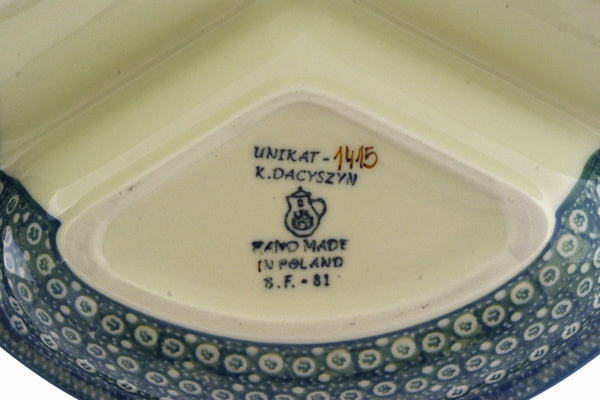 UNIKAT - 1415
K.DACYSZYN
HAND MADE
IN POLAND
S.F. - 81